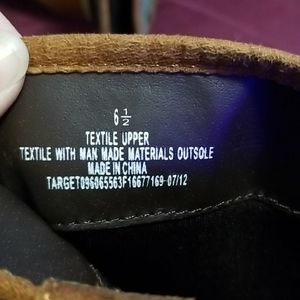 6 1/2
TEXTILE UPPER
TEXTILE WITH MAN MADE MATERIALS OUTSOLE
MADE IN CHINA
TARGET096065563F16677169-07/12